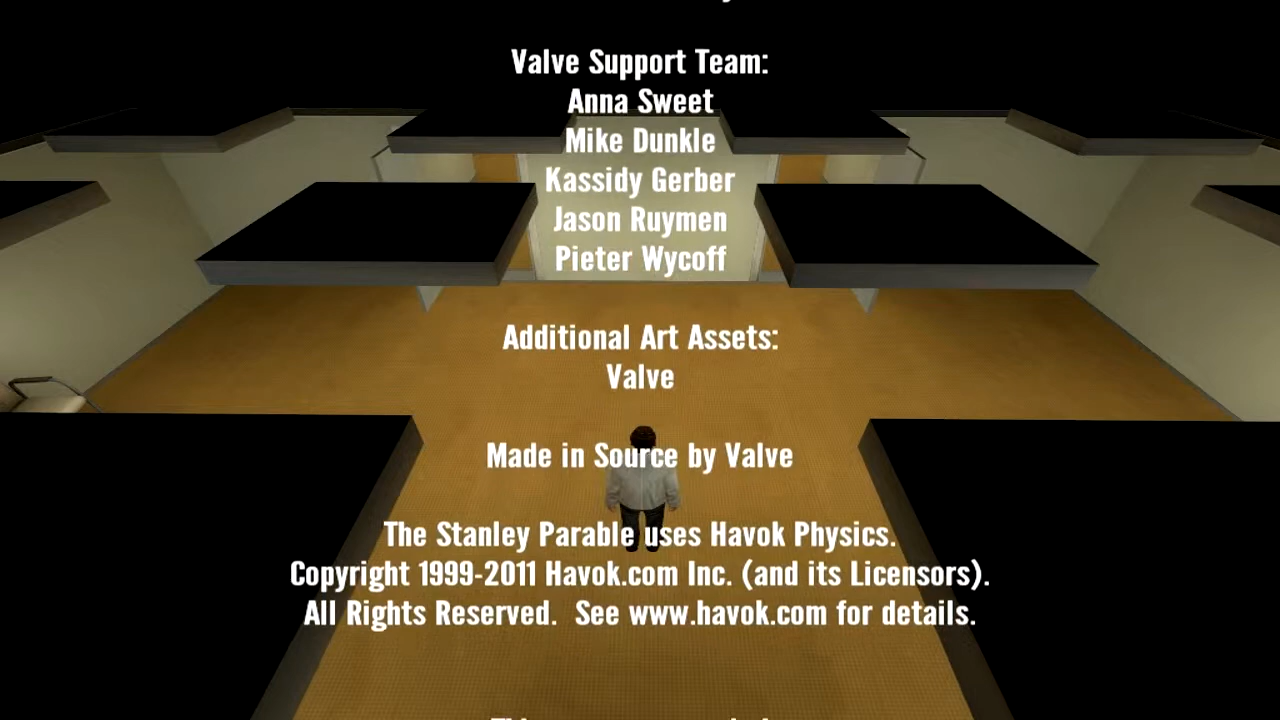 Valve Support Team:
Anna Sweet
Mike Dunkle
Kassidy Gerber
Jason Ruymen
Pieter Wycoff
Additional Art Assets:
Valve
Made in Source by Valve
The Stanley Parable uses Havok Physics.
Copyright 1999-2011 Havok.com Inc. (and its Licensors).
All Rights Reserved.  See www.havok.com for details.